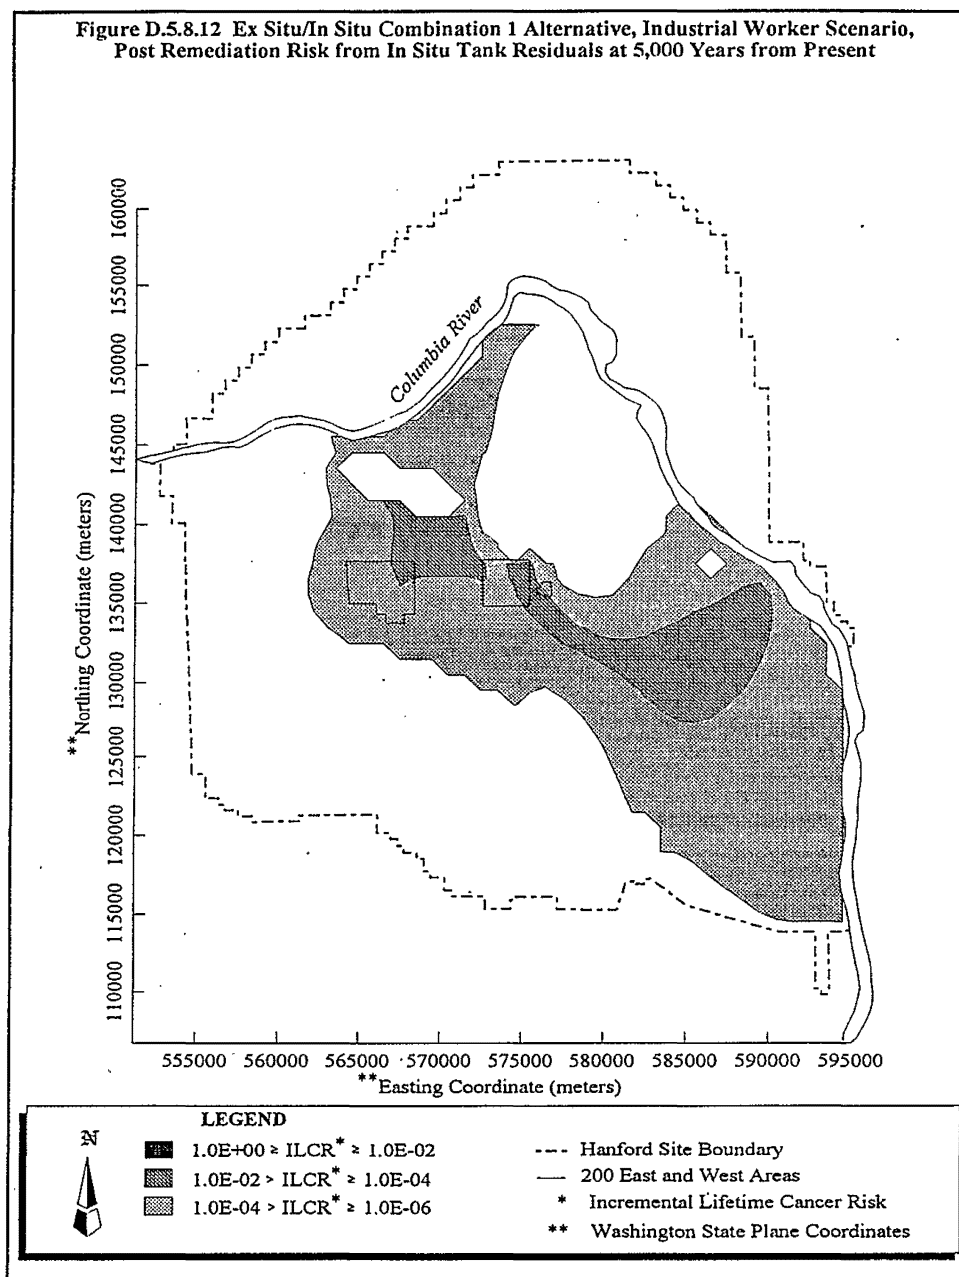 Figure D.5.8.12 Ex Situ/In Situ Combination 1 Alternative, Industrial Worker Scenario,
Post Remediation Risk from In Situ Tank Residuals at 5,000 Years from Present
160000
155000
150000
145000
140000
135000
130000
125000
120000
115000
110000
**Northing Coordinate (meters)
Columbia River
555000 560000 565000 570000 575000 580000 585000 590000 595000
**Easting Coordinate (meters)
LEGEND
N
1.0E+00 ≥ ILCR* ≥ 1.0E-02
1.0E-02 > ILCR* ≥ 1.0E-04
1.0E-04 > ILCR* ≥ 1.0E-06
Hanford Site Boundary
200 East and West Areas
* Incremental Lifetime Cancer Risk
** Washington State Plane Coordinates